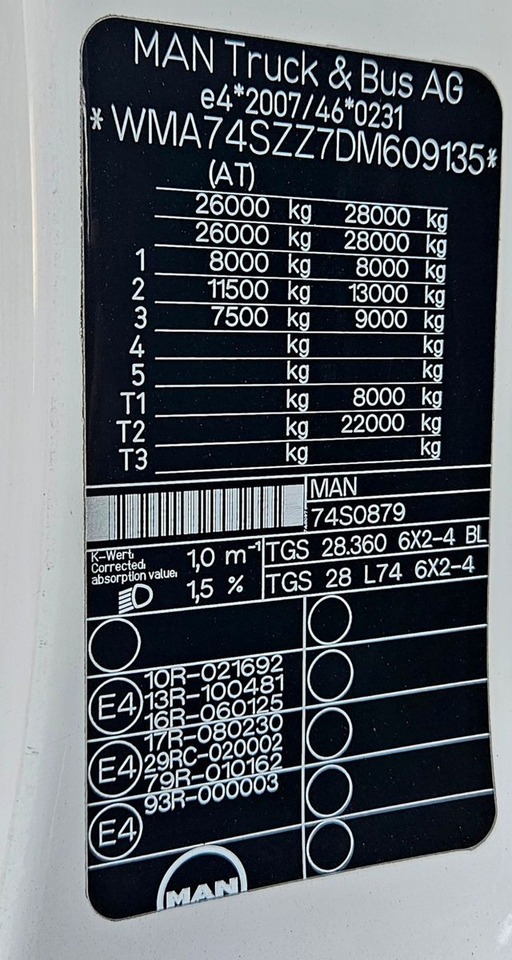 MAN Truck & Bus AG
e4*2007/46*0231
*WMA74SZZ7DM609135*
(AT)
26000 kg 28000 kg
26000 kg 28000 kg
1 8000 kg 8000 kg
2 11500 kg 13000 kg
3 7500 kg 9000 kg
4 kg kg
5 kg kg
T1 kg 8000 kg
T2 kg 22000 kg
T3 kg kg
MAN
74S0879
K-Wert:
Corrected:
absorption value:
1,0 m⁻¹
1,5 %
TGS 28.360 6X2-4 BL
TGS 28 L74 6X2-4
10R-021692
E4 13R-100481
16R-060125
17R-080230
E4 29RC-020002
79R-010162
93R-000003
E4
MAN